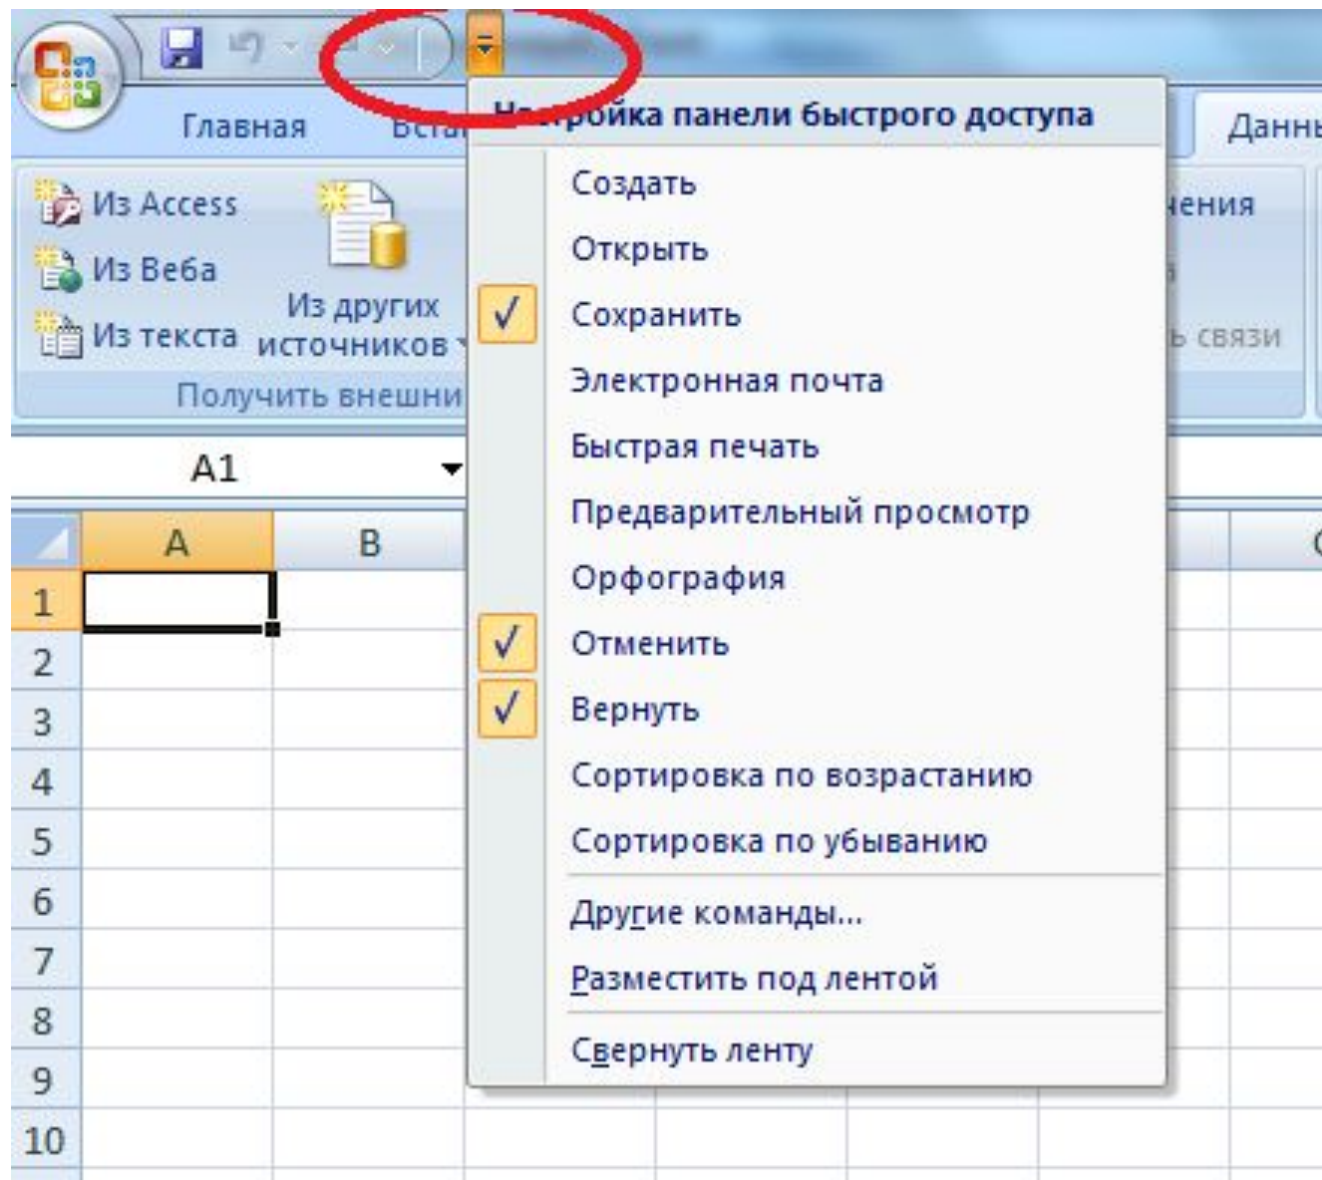 Настройка панели быстрого доступа
Главная
Создать
Открыть
Сохранить
Электронная почта
Быстрая печать
Предварительный просмотр
Орфография
Отменить
Вернуть
Сортировка по возрастанию
Сортировка по убыванию
Другие команды...
Разместить под лентой
Свернуть ленту
Из Access
Из Веба
Из текста
Из других
источников
Получить внешни
ь связи
A1
A B
1
2
3
4
5
6
7
8
9
10